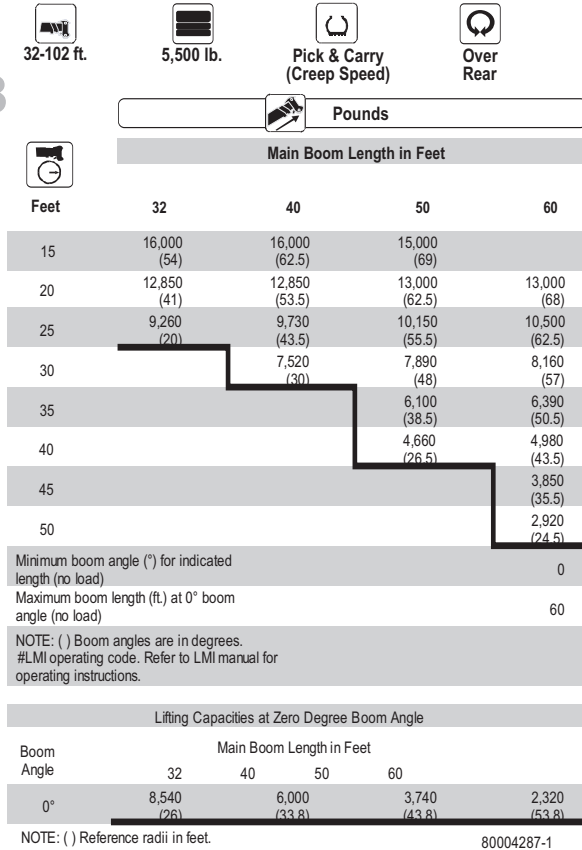 32-102 ft. 5,500 lb. Pick & Carry (Creep Speed) Over Rear
Pounds
Main Boom Length in Feet
Feet 32 40 50 60
15 16,000 (54) 16,000 (62.5) 15,000 (69)
20 12,850 (41) 12,850 (53.5) 13,000 (62.5) 13,000 (68)
25 9,260 (20) 9,730 (43.5) 10,150 (55.5) 10,500 (62.5)
30 7,520 (30) 7,890 (48) 8,160 (57)
35 6,100 (38.5) 6,390 (50.5)
40 4,660 (26.5) 4,980 (43.5)
45 3,850 (35.5)
50 2,920 (24.5)
Minimum boom angle (°) for indicated
length (no load) 0
Maximum boom length (ft.) at 0° boom
angle (no load) 60
NOTE: ( ) Boom angles are in degrees.
#LMI operating code. Refer to LMI manual for
operating instructions.
Lifting Capacities at Zero Degree Boom Angle
Boom
Angle
Main Boom Length in Feet
32 40 50 60
0° 8,540 (26) 6,000 (33.8) 3,740 (43.8) 2,320 (53.8)
NOTE: ( ) Reference radii in feet.
80004287-1